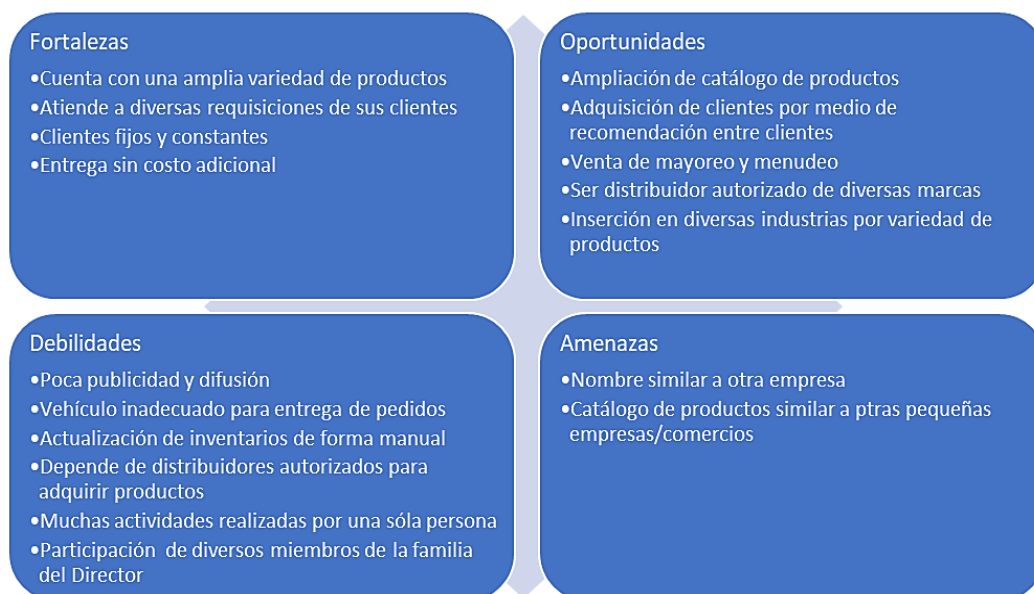 Fortalezas
•Cuenta con una amplia variedad de productos
•Atiende a diversas requisiciones de sus clientes
•Clientes fijos y constantes
•Entrega sin costo adicional
Oportunidades
•Ampliación de catálogo de productos
•Adquisición de clientes por medio de
recomendación entre clientes
•Venta de mayoreo y menudeo
•Ser distribuidor autorizado de diversas marcas
•Inserción en diversas industrias por variedad de
productos
Debilidades
•Poca publicidad y difusión
•Vehículo inadecuado para entrega de pedidos
•Actualización de inventarios de forma manual
•Depende de distribuidores autorizados para
adquirir productos
•Muchas actividades realizadas por una sóla persona
•Participación de diversos miembros de la familia
del Director
Amenazas
•Nombre similar a otra empresa
•Catálogo de productos similar a ptras pequeñas
empresas/comercios